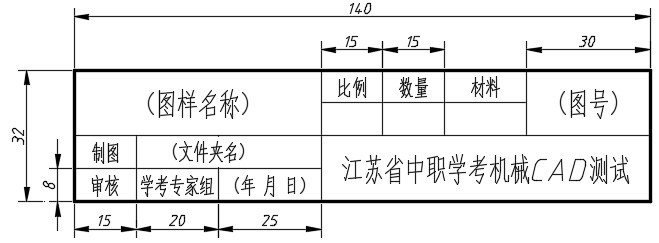 140
15 15 30
比例 数量 材料
(图样名称) (图号)
32
制图 (文件夹名)
江苏省中职学考机械CAD测试
8
审核 学考专家组 (年 月 日)
15 20 25